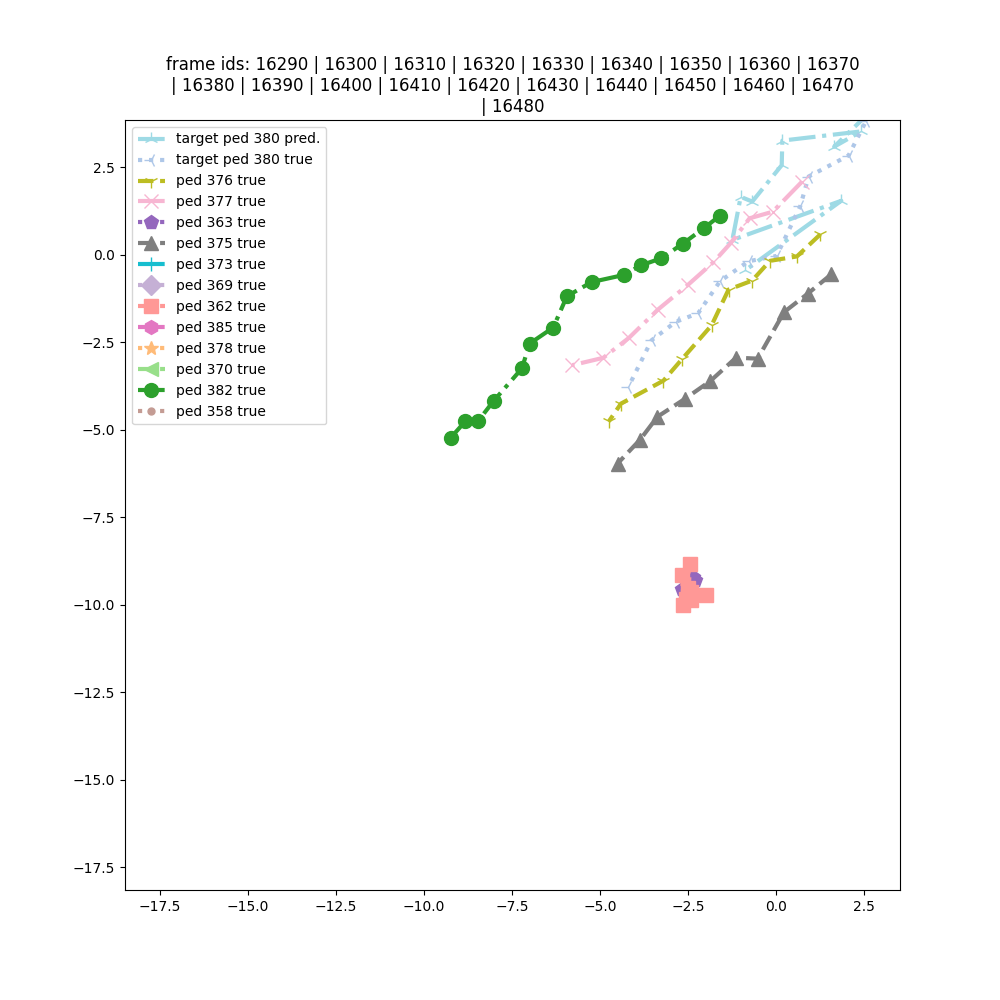 frame ids: 16290 | 16300 | 16310 | 16320 | 16330 | 16340 | 16350 | 16360 | 16370
| 16380 | 16390 | 16400 | 16410 | 16420 | 16430 | 16440 | 16450 | 16460 | 16470
| 16480
target ped 380 pred.
target ped 380 true
ped 376 true
ped 377 true
ped 363 true
ped 375 true
ped 373 true
ped 369 true
ped 362 true
ped 385 true
ped 378 true
ped 370 true
ped 382 true
ped 358 true
2.5
0.0
−2.5
−5.0
−7.5
−10.0
−12.5
−15.0
−17.5
−17.5 −15.0 −12.5 −10.0 −7.5 −5.0 −2.5 0.0 2.5